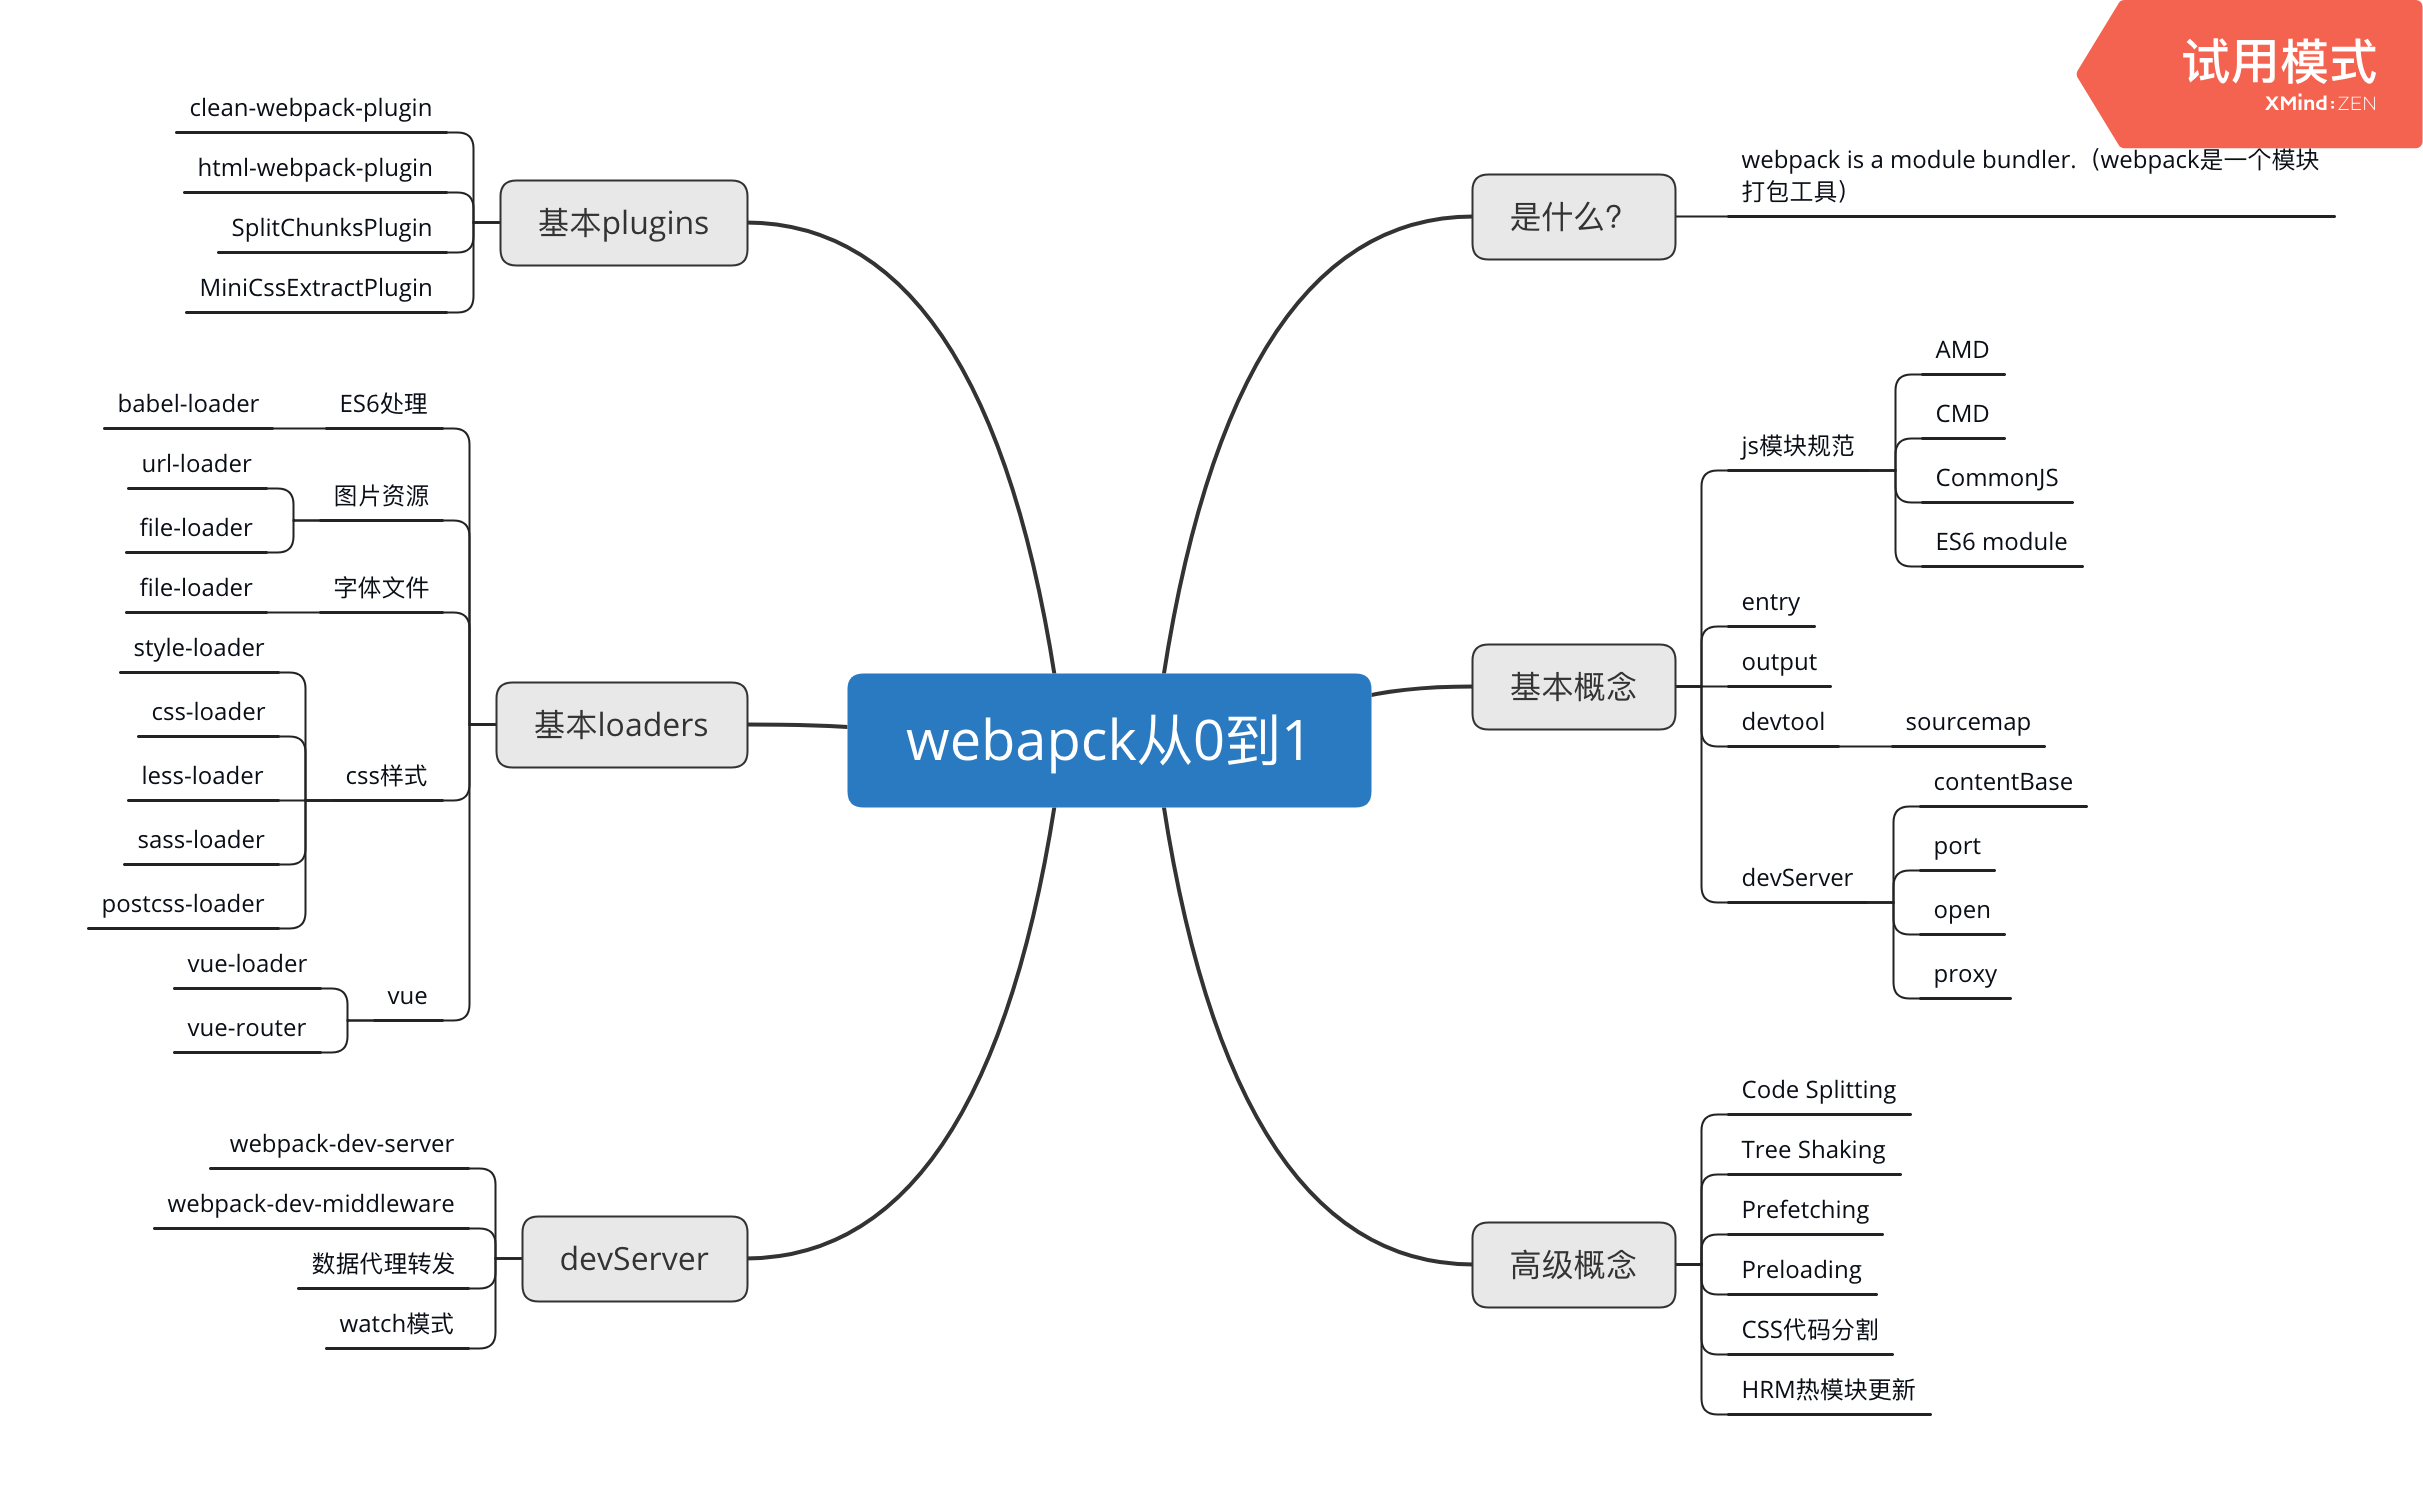 试用模式
XMind:ZEN
webapck从0到1
是什么？
webpack is a module bundler.（webpack是一个模块
打包工具）
基本概念
js模块规范
AMD
CMD
CommonJS
ES6 module
entry
output
devtool
sourcemap
devServer
contentBase
port
open
proxy
高级概念
Code Splitting
Tree Shaking
Prefetching
Preloading
CSS代码分割
HRM热模块更新
基本plugins
clean-webpack-plugin
html-webpack-plugin
SplitChunksPlugin
MiniCssExtractPlugin
基本loaders
ES6处理
babel-loader
图片资源
url-loader
file-loader
字体文件
file-loader
css样式
style-loader
css-loader
less-loader
sass-loader
postcss-loader
vue
vue-loader
vue-router
devServer
webpack-dev-server
webpack-dev-middleware
数据代理转发
watch模式